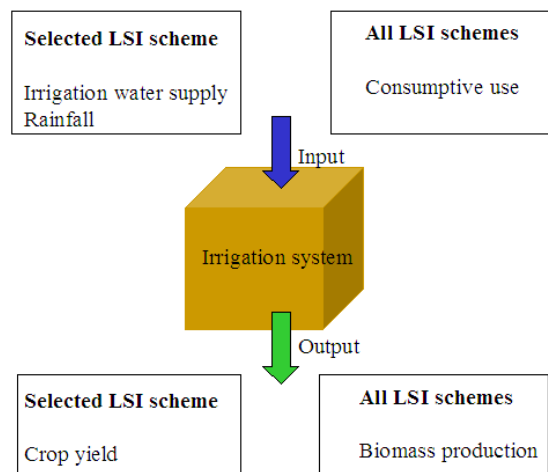 Selected LSI scheme
Irrigation water supply
Rainfall
All LSI schemes
Consumptive use
Input
Irrigation system
Output
Selected LSI scheme
Crop yield
All LSI schemes
Biomass production